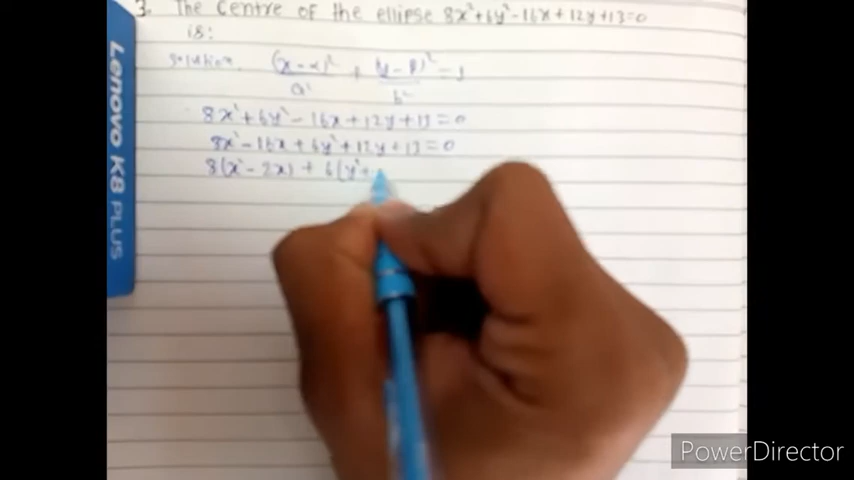 3. The Centre of the ellipse 8x²+6y²-16x+12y+13=0
is:
Solution. (x-α)²/a² + (y-β)²/b² = 1
8x²+6y²-16x+12y+13=0
8x²-16x+6y²+12y+13=0
8(x²-2x)+6(y²+
Lenovo K8 PLUS
PowerDirector